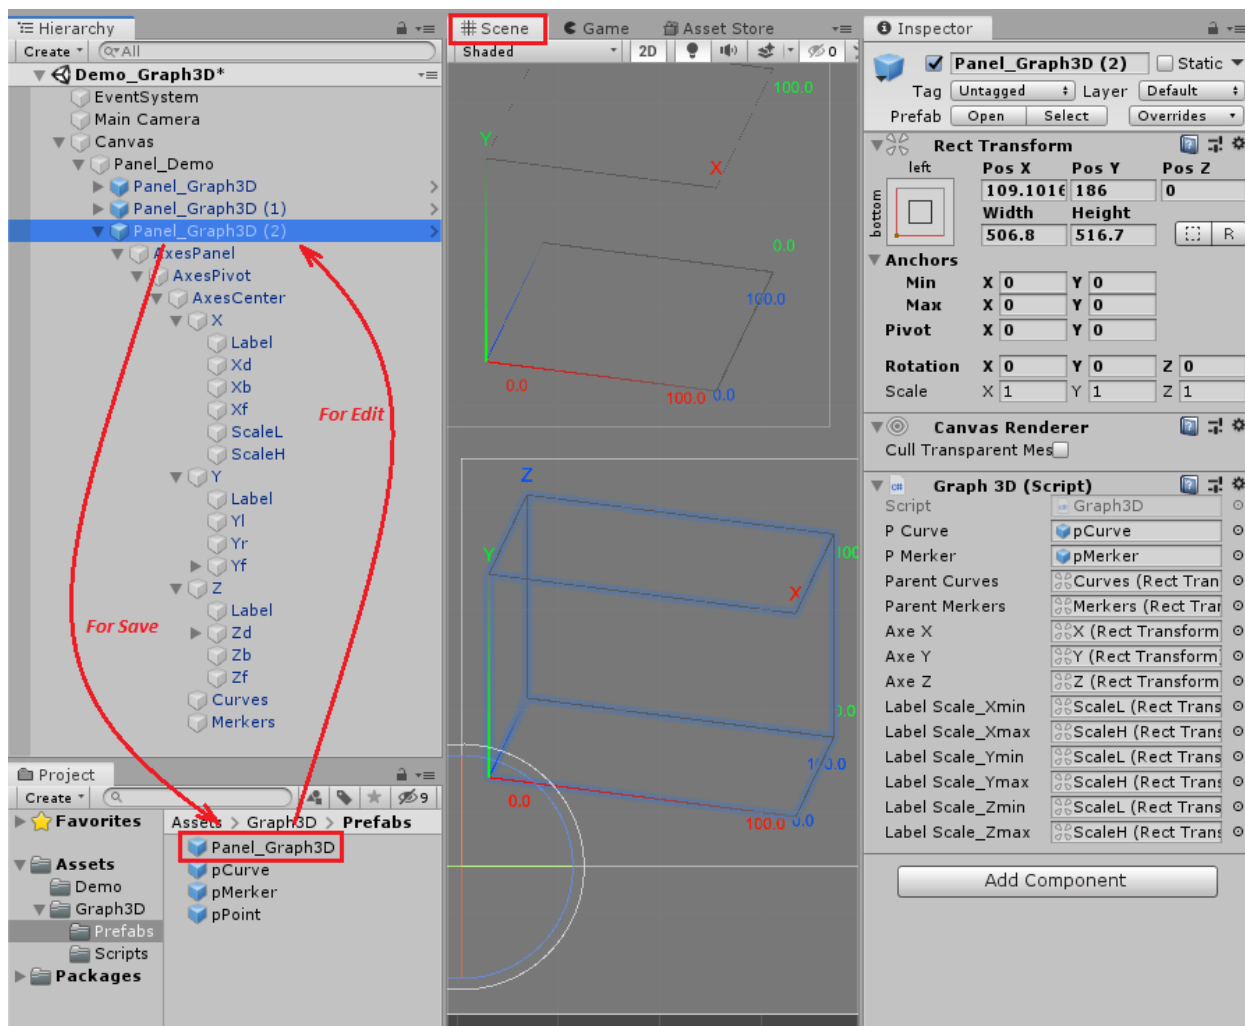 Hierarchy
Create
All
Demo_Graph3D*
EventSystem
Main Camera
Canvas
Panel_Demo
Panel_Graph3D
Panel_Graph3D (1)
Panel_Graph3D (2)
AxesPanel
AxesPivot
AxesCenter
X
Label
Xd
Xb
Xf
ScaleL
ScaleH
Y
Label
Yl
Yr
Yf
Z
Label
Zd
Zb
Zf
Curves
Merkers
For Edit
For Save
Project
Create
9
Favorites
Assets
Demo
Graph3D
Prefabs
Scripts
Packages
Assets > Graph3D > Prefabs
Panel_Graph3D
pCurve
pMerker
pPoint
Scene
Game
Asset Store
Shaded
2D
0
100.0
Y
X
0.0
100.0
0.0
100.0 0.0
Z
Y
100
X
0.0
100.0
0.0
100.0 0.0
Inspector
Panel_Graph3D (2)
Static
Tag Untagged Layer Default
Prefab Open Select Overrides
Rect Transform
left Pos X Pos Y Pos Z
bottom
109.1016 186 0
Width Height
506.8 516.7
R
Anchors
Min X 0 Y 0
Max X 0 Y 0
Pivot X 0 Y 0
Rotation X 0 Y 0 Z 0
Scale X 1 Y 1 Z 1
Canvas Renderer
Cull Transparent Mes
Graph 3D (Script)
Script Graph3D
P Curve pCurve
P Merker pMerker
Parent Curves Curves (Rect Tran
Parent Merkers Merkers (Rect Trar
Axe X X (Rect Transform
Axe Y Y (Rect Transform)
Axe Z Z (Rect Transform
Label Scale_Xmin ScaleL (Rect Trans
Label Scale_Xmax ScaleH (Rect Trans
Label Scale_Ymin ScaleL (Rect Trans
Label Scale_Ymax ScaleH (Rect Trans
Label Scale_Zmin ScaleL (Rect Trans
Label Scale_Zmax ScaleH (Rect Trans
Add Component